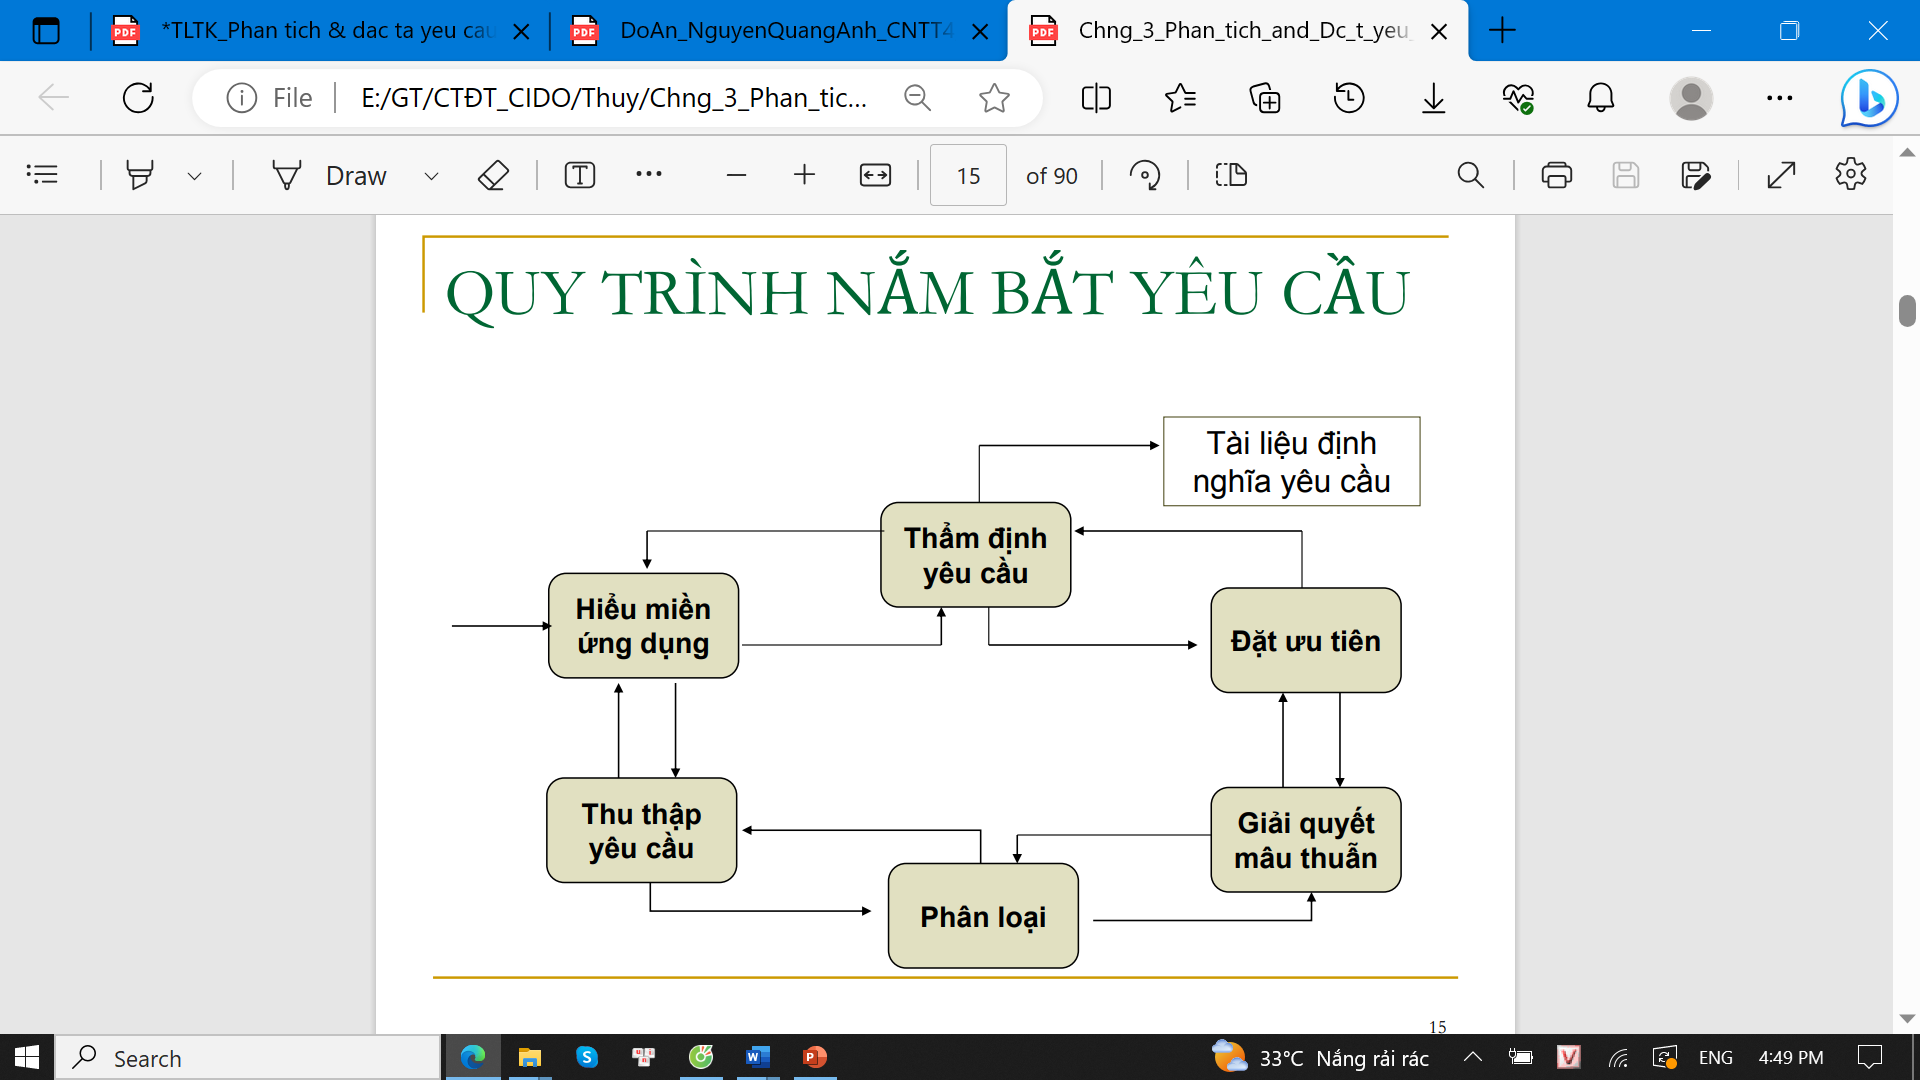 *TLTK_Phan tich & dac ta yeu cau
DoAn_NguyenQuangAnh_CNTT4
Chng_3_Phan_tich_and_Dc_t_yeu_
File
E:/GT/CTĐT_CIDO/Thuy/Chng_3_Phan_tic...
Draw
15
of 90
QUY TRÌNH NẮM BẮT YÊU CẦU
Tài liệu định
nghĩa yêu cầu
Thẩm định
yêu cầu
Hiểu miền
ứng dụng
Đặt ưu tiên
Thu thập
yêu cầu
Giải quyết
mâu thuẫn
Phân loại
15
Search
33°C Nắng rải rác
ENG
4:49 PM